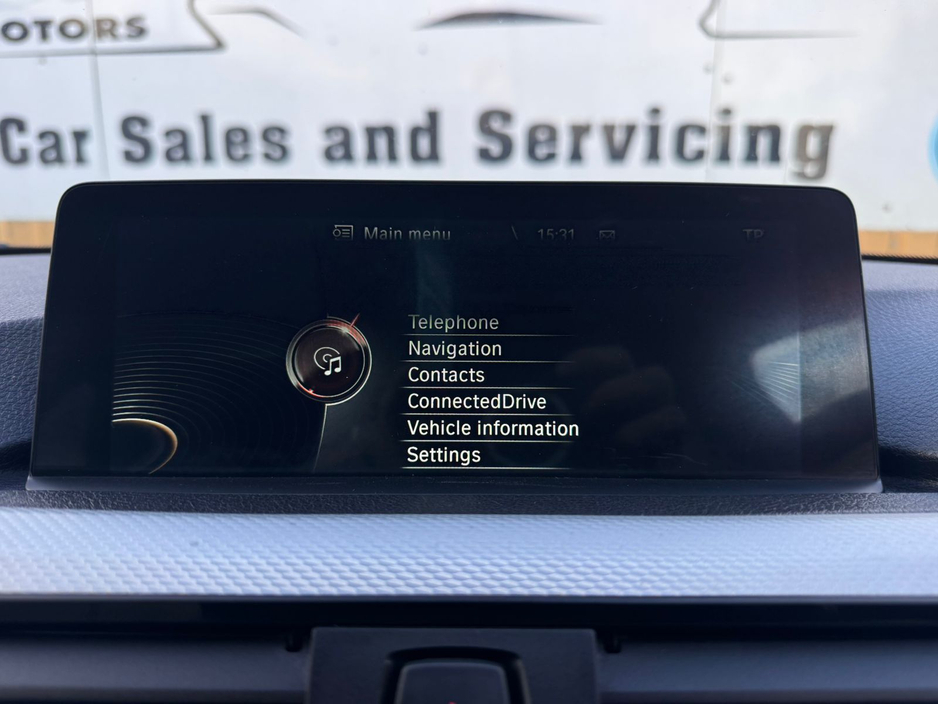 OTORS
Car Sales and Servicing
Main menu 15:31 TP
Telephone
Navigation
Contacts
ConnectedDrive
Vehicle information
Settings